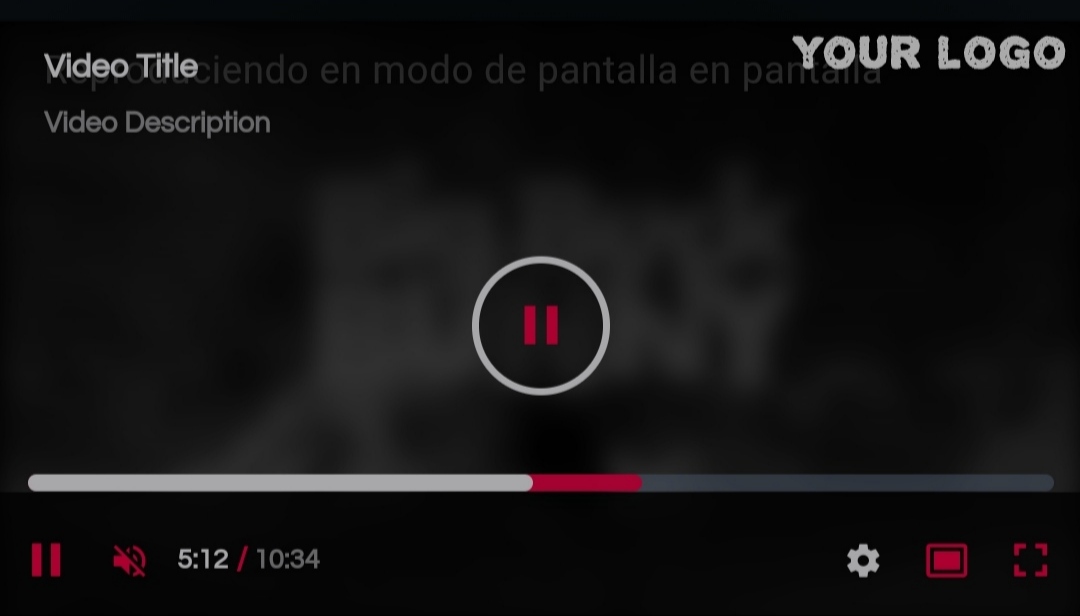 Video Title
Reproduciendo en modo de pantalla en pantalla
YOUR LOGO
Video Description
5:12 / 10:34